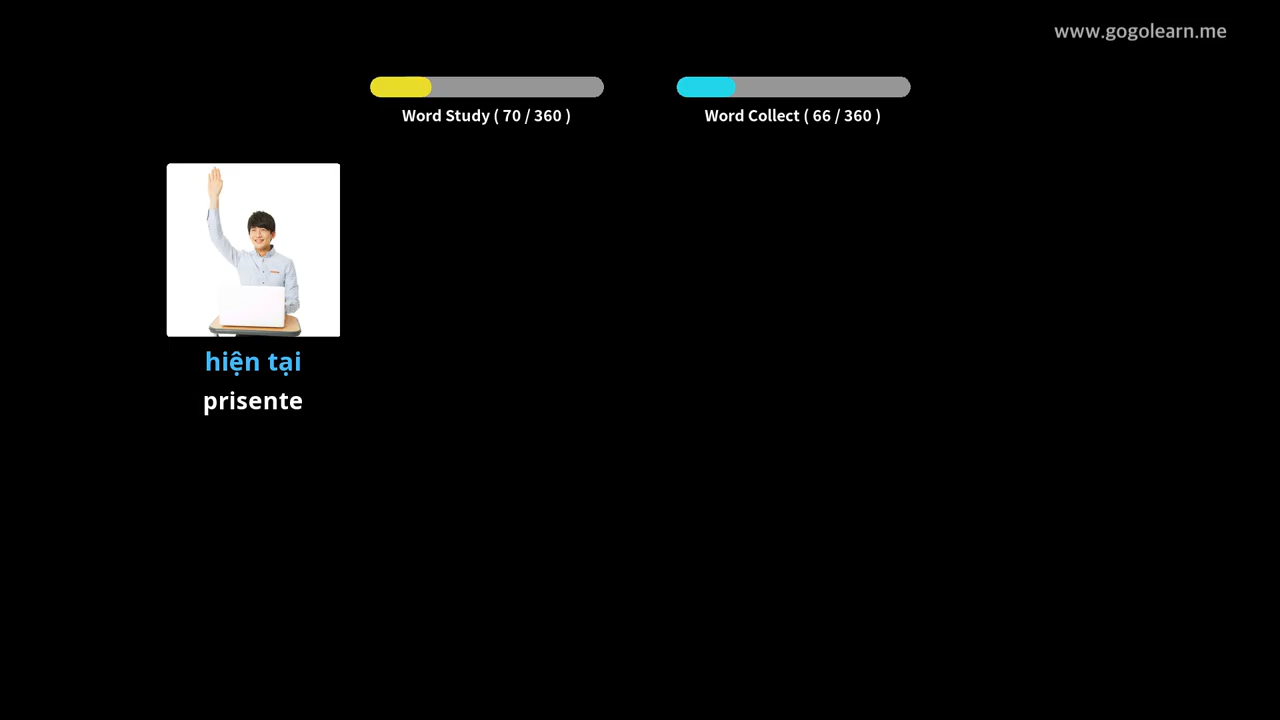 www.gogolearn.me
Word Study ( 70 / 360 )
Word Collect ( 66 / 360 )
hiện tại
prisente